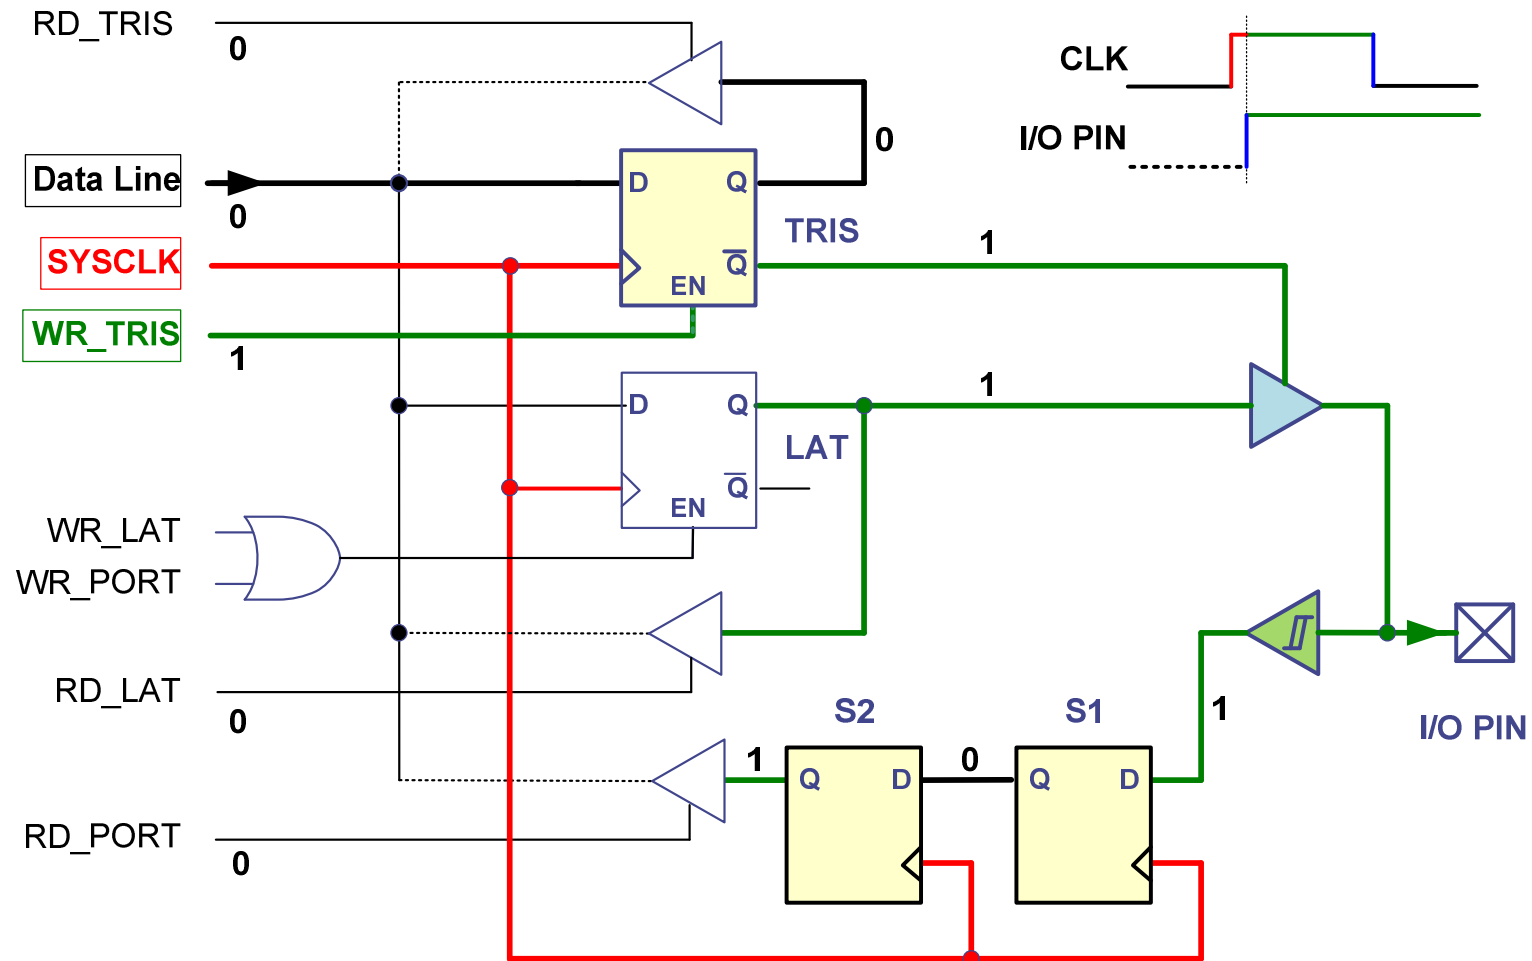 RD_TRIS
0
CLK
I/O PIN
0
Data Line
0
D
Q
TRIS
SYSCLK
Q
EN
1
WR_TRIS
1
D
Q
1
LAT
Q
EN
WR_LAT
WR_PORT
RD_LAT
0
S2
S1
1
I/O PIN
1
0
Q
D
Q
D
RD_PORT
0